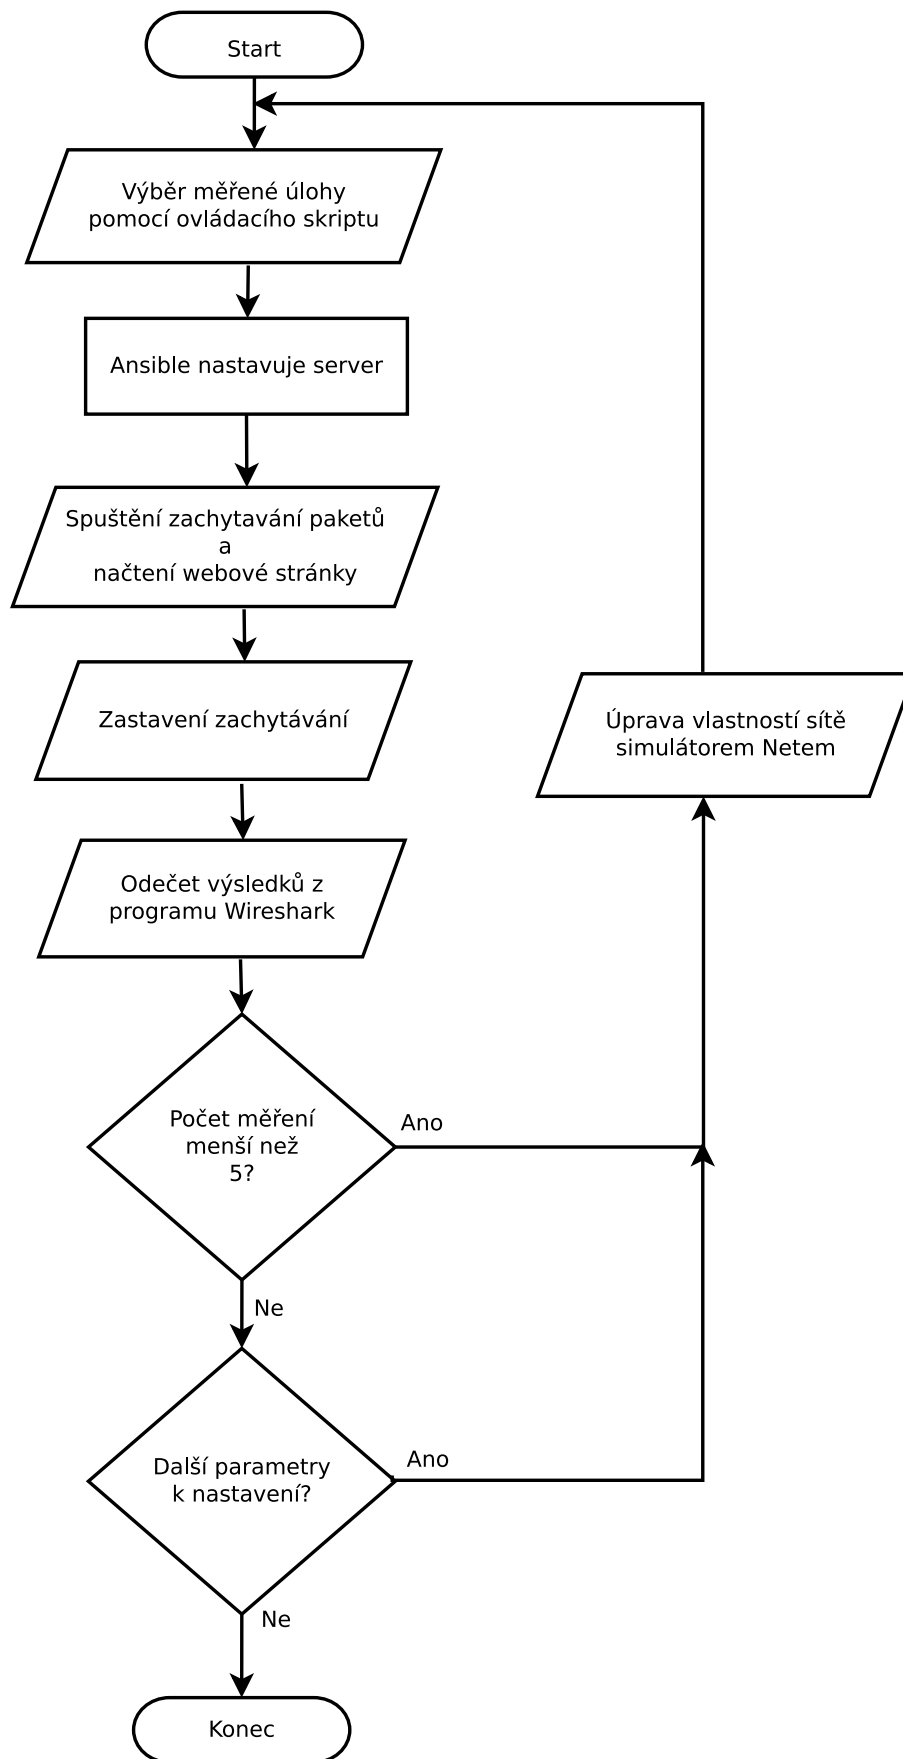 Start
Výběr měřené úlohy
pomocí ovládacího skriptu
Ansible nastavuje server
Spuštění zachytavání paketů
a
načtení webové stránky
Zastavení zachytávání
Úprava vlastností sítě
simulátorem Netem
Odečet výsledků z
programu Wireshark
Počet měření
menší než
5?
Ano
Ne
Další parametry
k nastavení?
Ano
Ne
Konec